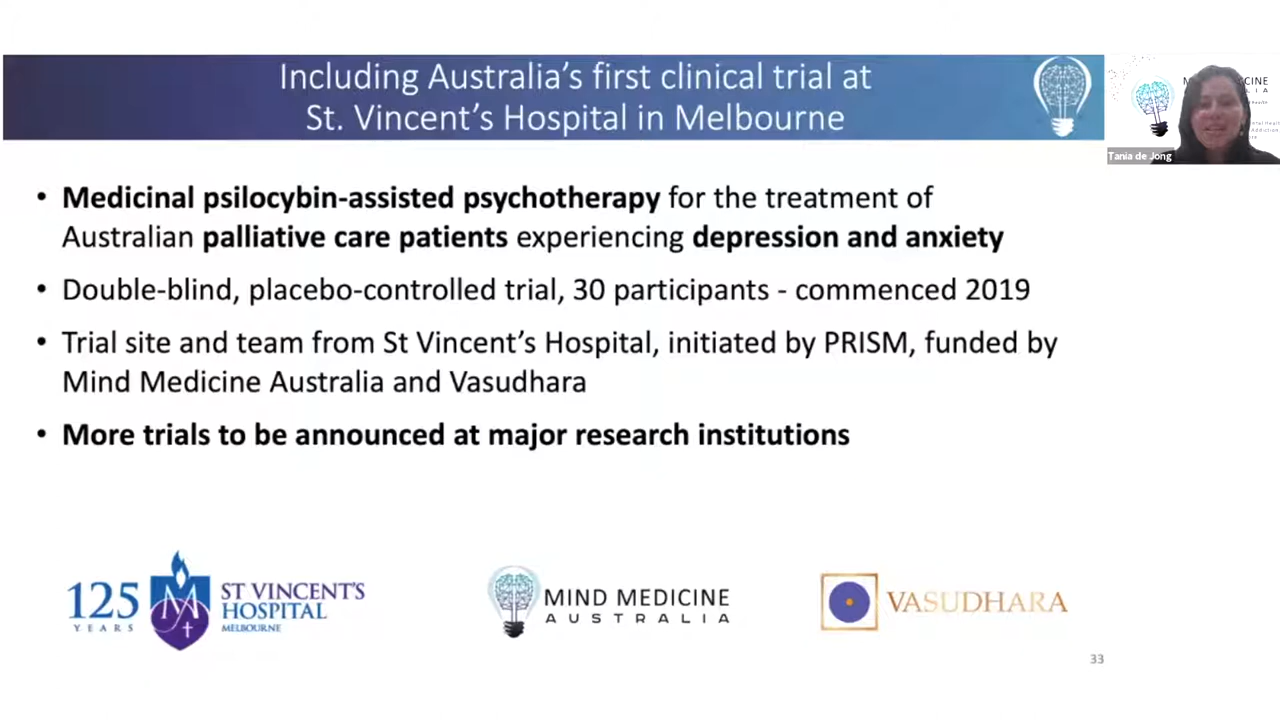 Including Australia's first clinical trial at
St. Vincent's Hospital in Melbourne
Tania de Jong
• Medicinal psilocybin-assisted psychotherapy for the treatment of
Australian palliative care patients experiencing depression and anxiety
• Double-blind, placebo-controlled trial, 30 participants - commenced 2019
• Trial site and team from St Vincent's Hospital, initiated by PRISM, funded by
Mind Medicine Australia and Vasudhara
• More trials to be announced at major research institutions
125
YEARS
ST VINCENT'S
HOSPITAL
MELBOURNE
MIND MEDICINE
AUSTRALIA
VASUDHARA
33